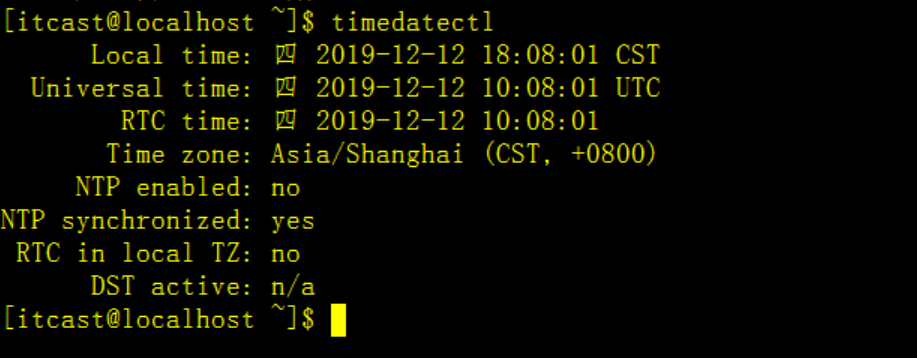 [itcast@localhost ~]$ timedatectl
Local time: 四 2019-12-12 18:08:01 CST
Universal time: 四 2019-12-12 10:08:01 UTC
RTC time: 四 2019-12-12 10:08:01
Time zone: Asia/Shanghai (CST, +0800)
NTP enabled: no
NTP synchronized: yes
RTC in local TZ: no
DST active: n/a
[itcast@localhost ~]$